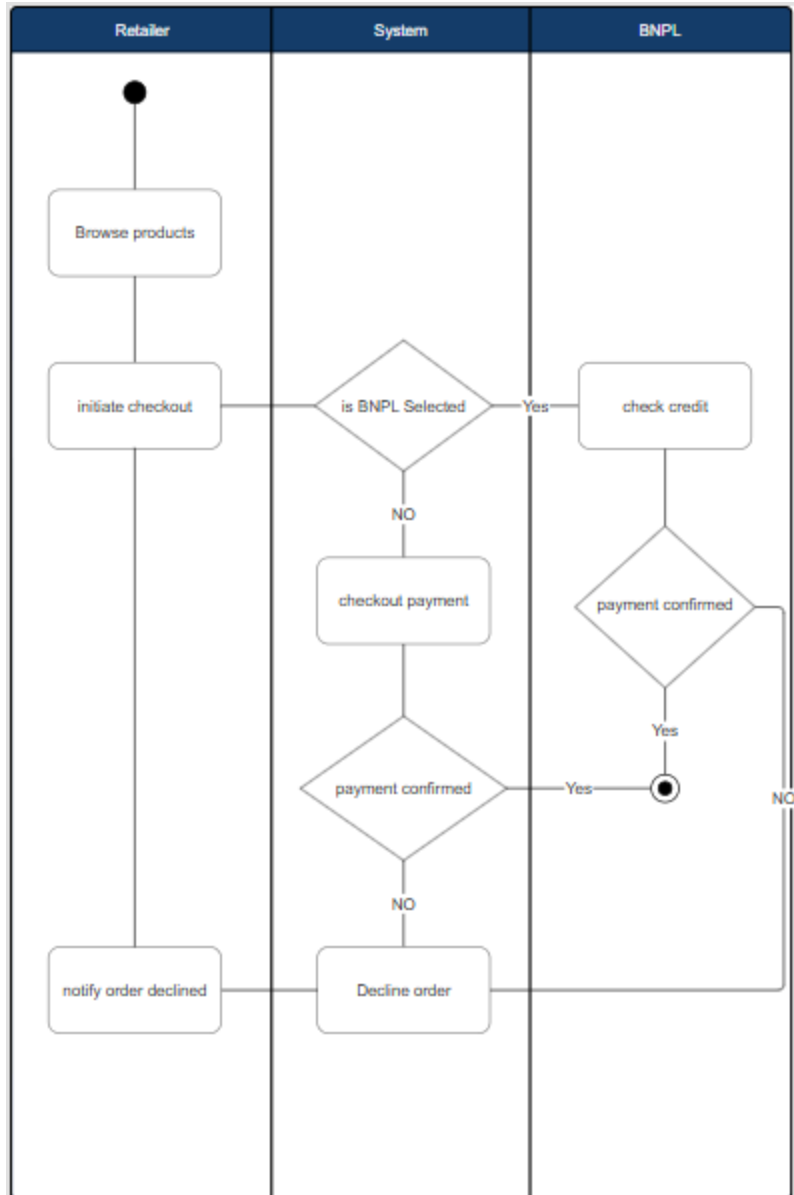 Retailer
System
BNPL
Browse products
initiate checkout
is BNPL Selected
Yes
check credit
NO
checkout payment
payment confirmed
Yes
payment confirmed
Yes
NO
NO
notify order declined
Decline order